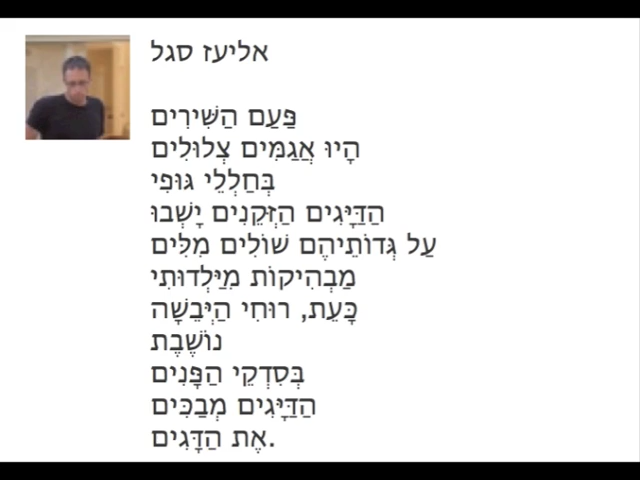 אליעז סגל
פַּעַם הַשִּׁירִים
הָיוּ אֲגַמִּים צְלוּלִים
בְּחַלְלֵי גּוּפִי
הַדַּיָּגִים הַזְּקֵנִים יָשְׁבוּ
עַל גְּדוֹתֵיהֶם שׁוֹלִים מִלִּים
מַבְהִיקוֹת מִיַּלְדוּתִי
כָּעֵת, רוּחִי הַיְּבֵשָׁה
נוֹשֶׁבֶת
בְּסִדְקֵי הַפָּנִים
הַדַּיָּגִים מְבַכִּים
אֶת הַדָּגִים.